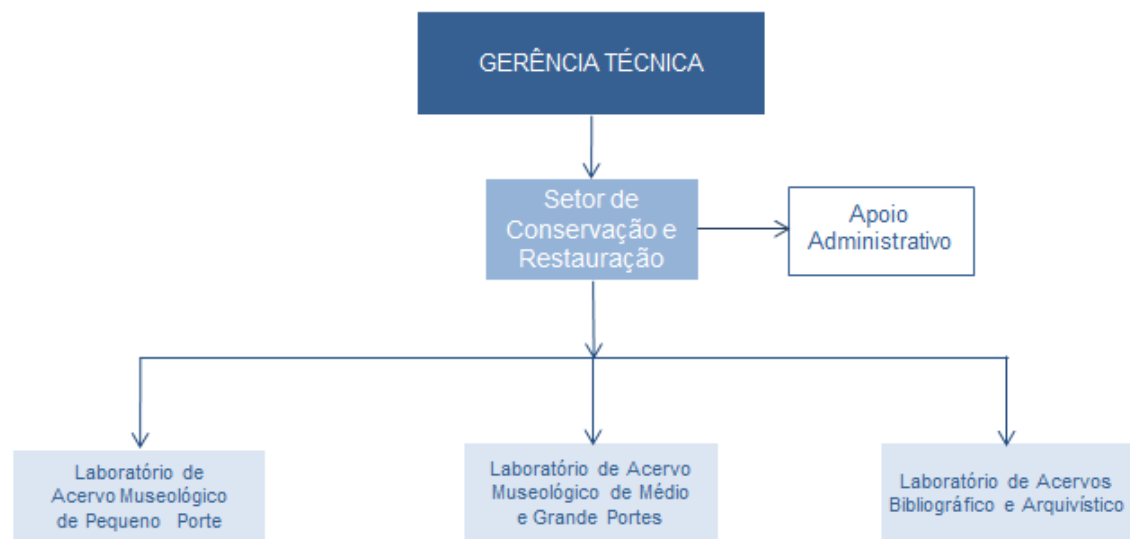 GERÊNCIA TÉCNICA
Setor de
Conservação e
Restauração
Apoio
Administrativo
Laboratório de
Acervo Museológico
de Pequeno Porte
Laboratório de Acervo
Museológico de Médio
e Grande Portes
Laboratório de Acervos
Bibliográfico e Arquivístico